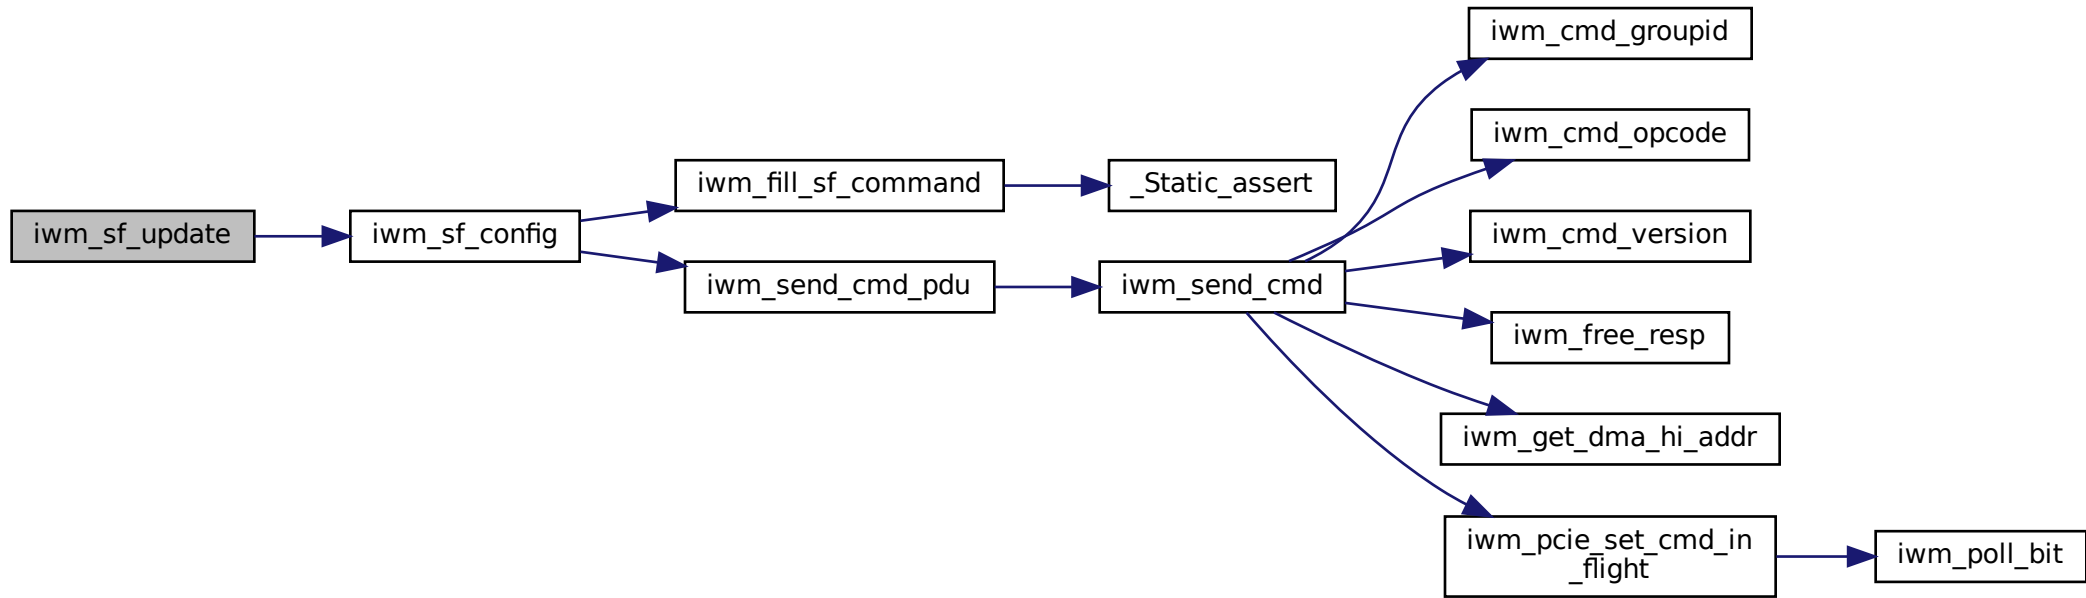 iwm_sf_update
iwm_sf_config
iwm_fill_sf_command
iwm_send_cmd_pdu
_Static_assert
iwm_send_cmd
iwm_cmd_groupid
iwm_cmd_opcode
iwm_cmd_version
iwm_free_resp
iwm_get_dma_hi_addr
iwm_pcie_set_cmd_in
_flight
iwm_poll_bit